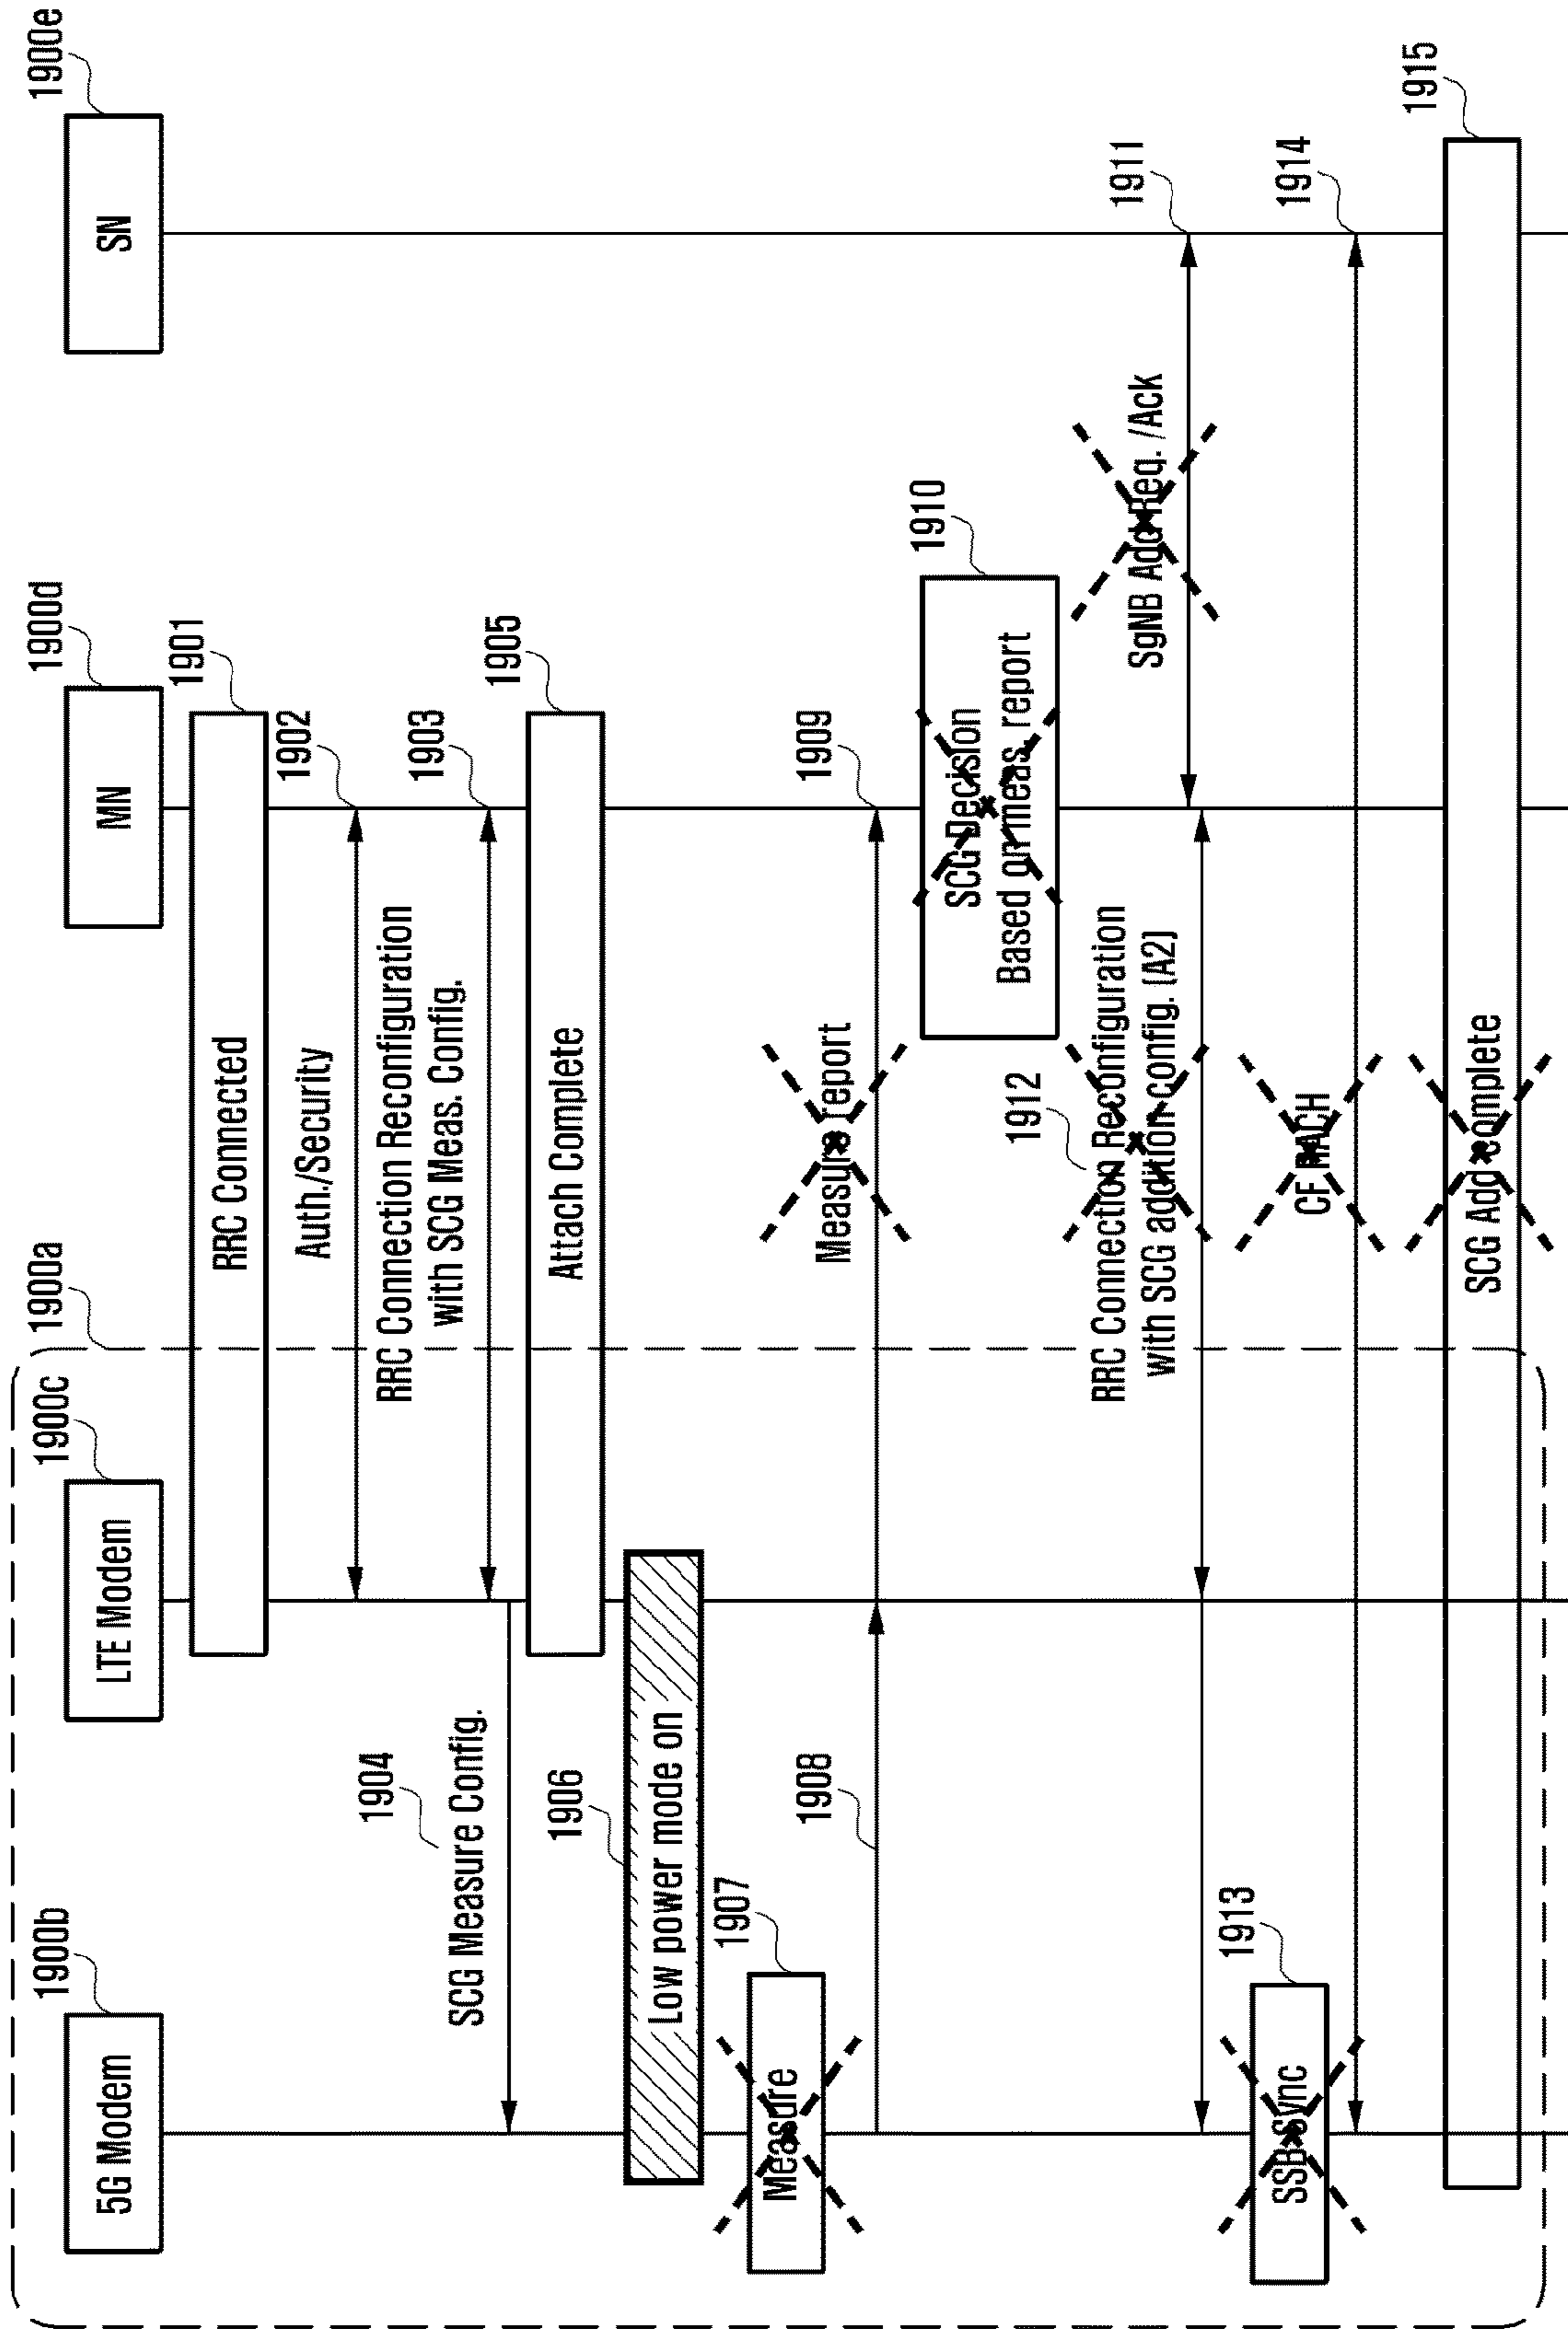 1900a
1900b
1900c
1900d
1900e
5G Modem
LTE Modem
MN
SN
1901
RRC Connected
1902
Auth./Security
1903
RRC Connection Reconfiguration
with SCG Meas. Config.
1904
SCG Measure Config.
1905
Attach Complete
1906
Low power mode on
1907
Measure
1908
1909
Measure report
1910
SCG Decision
Based on meas. report
1911
SgNB Add Req. /Ack
1912
RRC Connection Reconfiguration
with SCG addition config. (A2)
1913
SSB sync
1914
CF RACH
1915
SCG Add complete